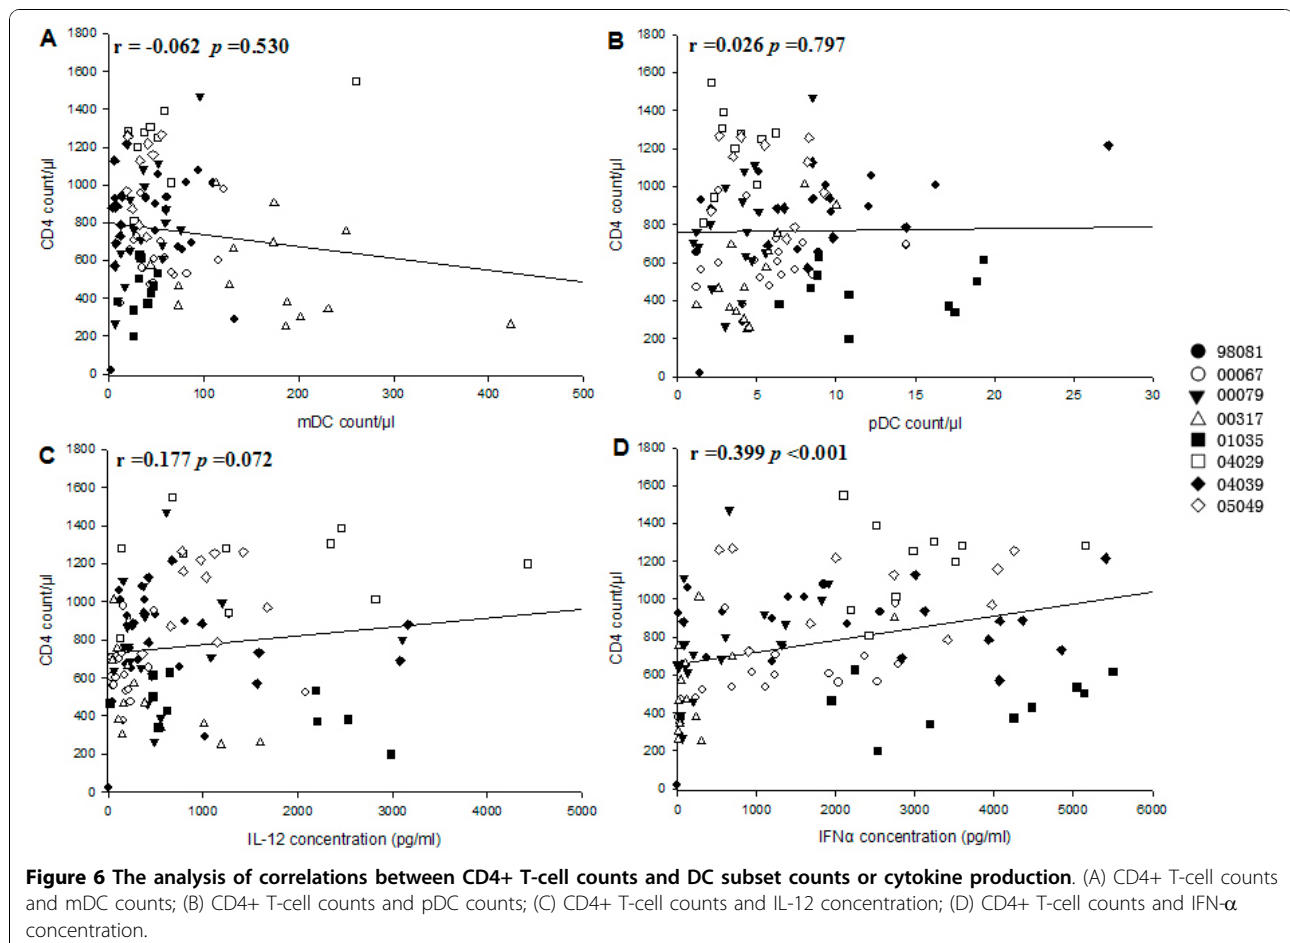 A
r = -0.062 p =0.530
1800
1600
1400
1200
1000
800
600
400
200
0
CD4 count/µl
0 100 200 300 400 500
mDC count/µl
B
r =0.026 p =0.797
1800
1600
1400
1200
1000
800
600
400
200
0
CD4 count/µl
0 5 10 15 20 25 30
pDC count/µl
98081
00067
00079
00317
01035
04029
04039
05049
C
r =0.177 p =0.072
1800
1600
1400
1200
1000
800
600
400
200
0
CD4 count/µl
0 1000 2000 3000 4000 5000
IL-12 concentration (pg/ml)
D
r =0.399 p <0.001
1800
1600
1400
1200
1000
800
600
400
200
0
CD4 count/µl
0 1000 2000 3000 4000 5000 6000
IFNα concentration (pg/ml)
Figure 6 The analysis of correlations between CD4+ T-cell counts and DC subset counts or cytokine production. (A) CD4+ T-cell counts
and mDC counts; (B) CD4+ T-cell counts and pDC counts; (C) CD4+ T-cell counts and IL-12 concentration; (D) CD4+ T-cell counts and IFN-α
concentration.